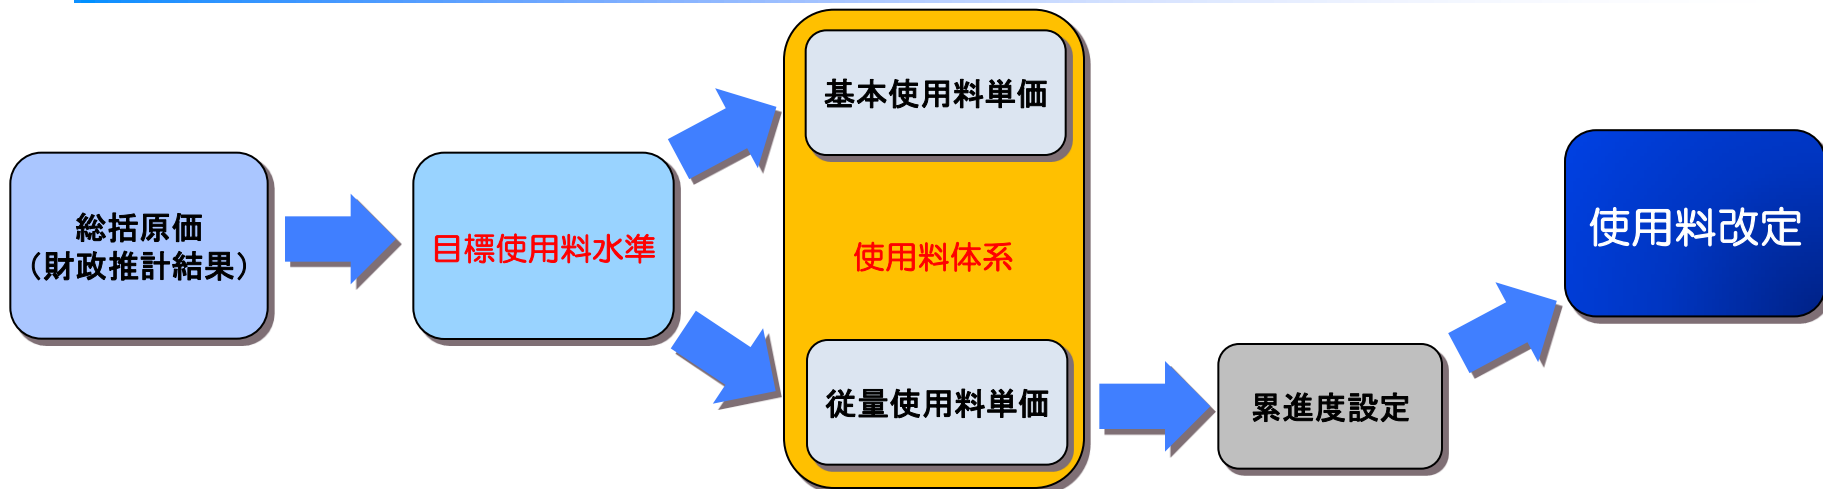 総括原価
（財政推計結果）
目標使用料水準
基本使用料単価
使用料体系
従量使用料単価
累進度設定
使用料改定